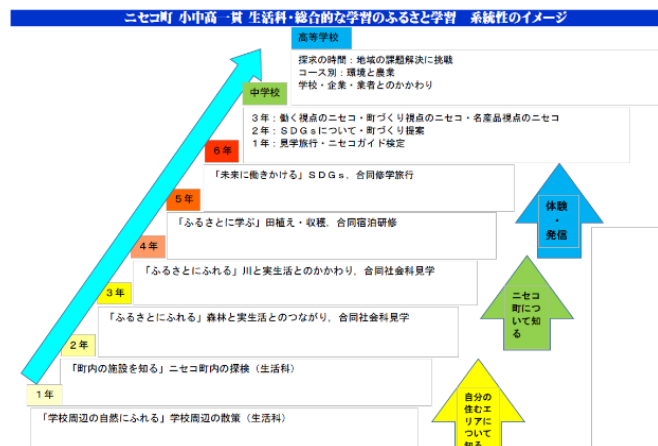 ニセコ町 小中高一貫 生活科・総合的な学習のふるさと学習 系統性のイメージ
高等学校
探求の時間：地域の課題解決に挑戦
コース別：環境と農業
学校・企業・業者とのかかわり
中学校
３年：働く視点のニセコ・町づくり視点のニセコ・名産品視点のニセコ
２年：ＳＤＧｓについて・町づくり提案
１年：見学旅行・ニセコガイド検定
６年
「未来に働きかける」ＳＤＧｓ，合同修学旅行
５年
「ふるさとに学ぶ」田植え・収穫，合同宿泊研修
４年
「ふるさとにふれる」川と実生活とのかかわり，合同社会科見学
３年
「ふるさとにふれる」森林と実生活とのつながり，合同社会科見学
２年
「町内の施設を知る」ニセコ町内の探検（生活科）
１年
「学校周辺の自然にふれる」学校周辺の散策（生活科）
体験
・
発信
ニセコ
町につ
いて知
る
自分の
住むエ
リアに
ついて
知る